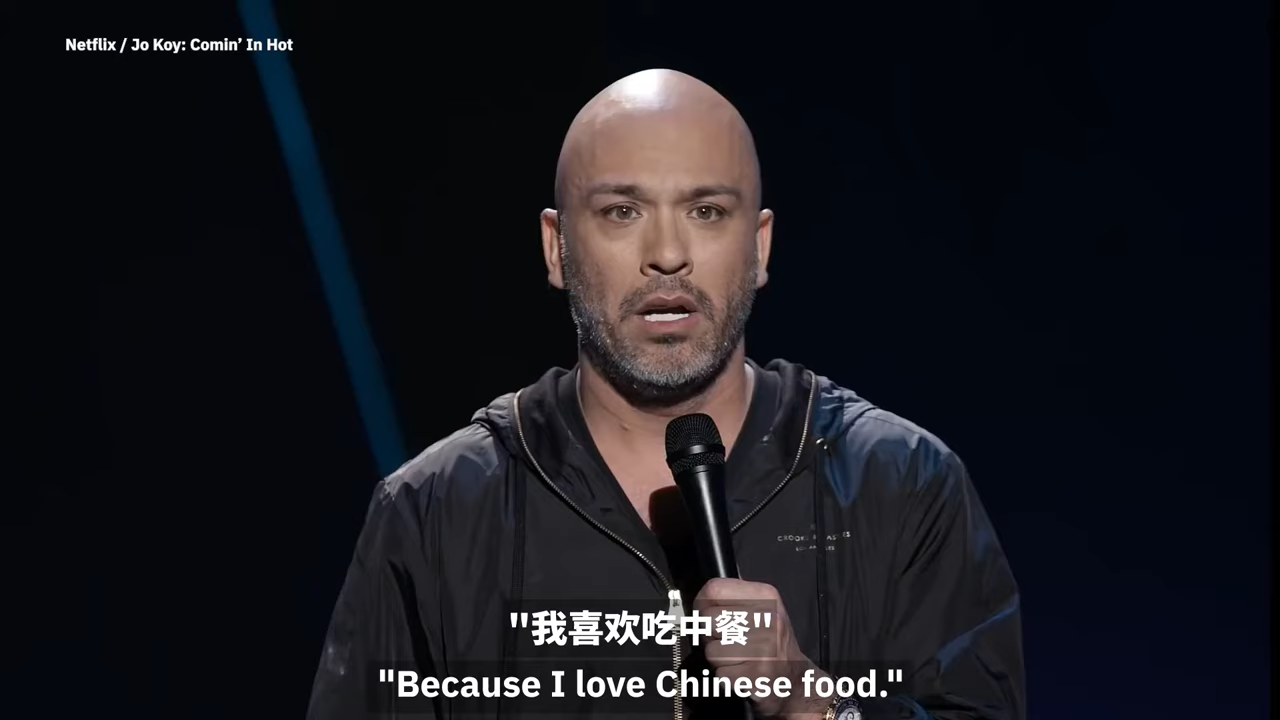 Netflix / Jo Koy: Comin’ In Hot
"我喜欢吃中餐"
"Because I love Chinese food."